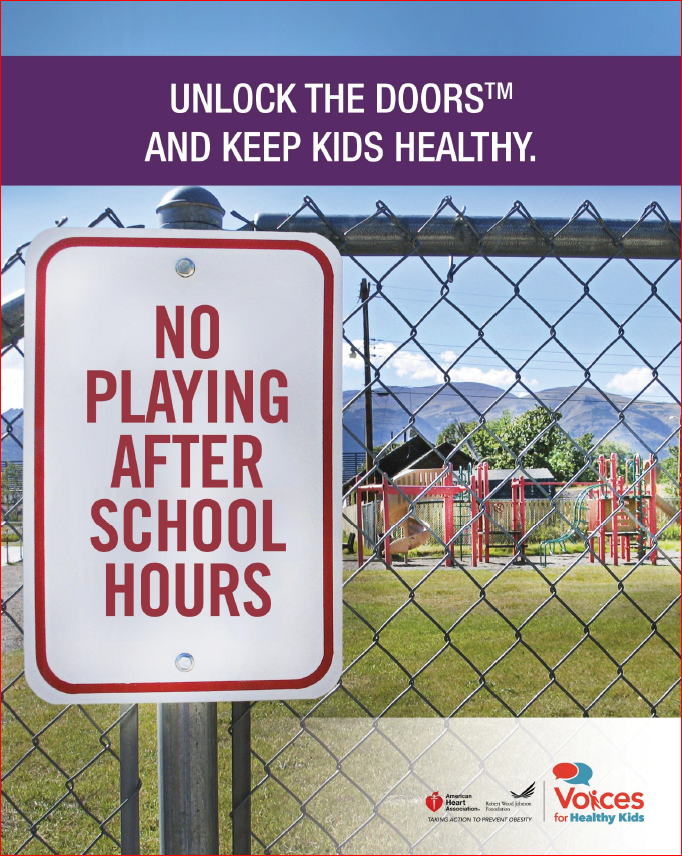 UNLOCK THE DOORS™
AND KEEP KIDS HEALTHY.
NO
PLAYING
AFTER
SCHOOL
HOURS
American
Heart
Association®
Robert Wood Johnson
Foundation
TAKING ACTION TO PREVENT OBESITY
Voices
for Healthy Kids